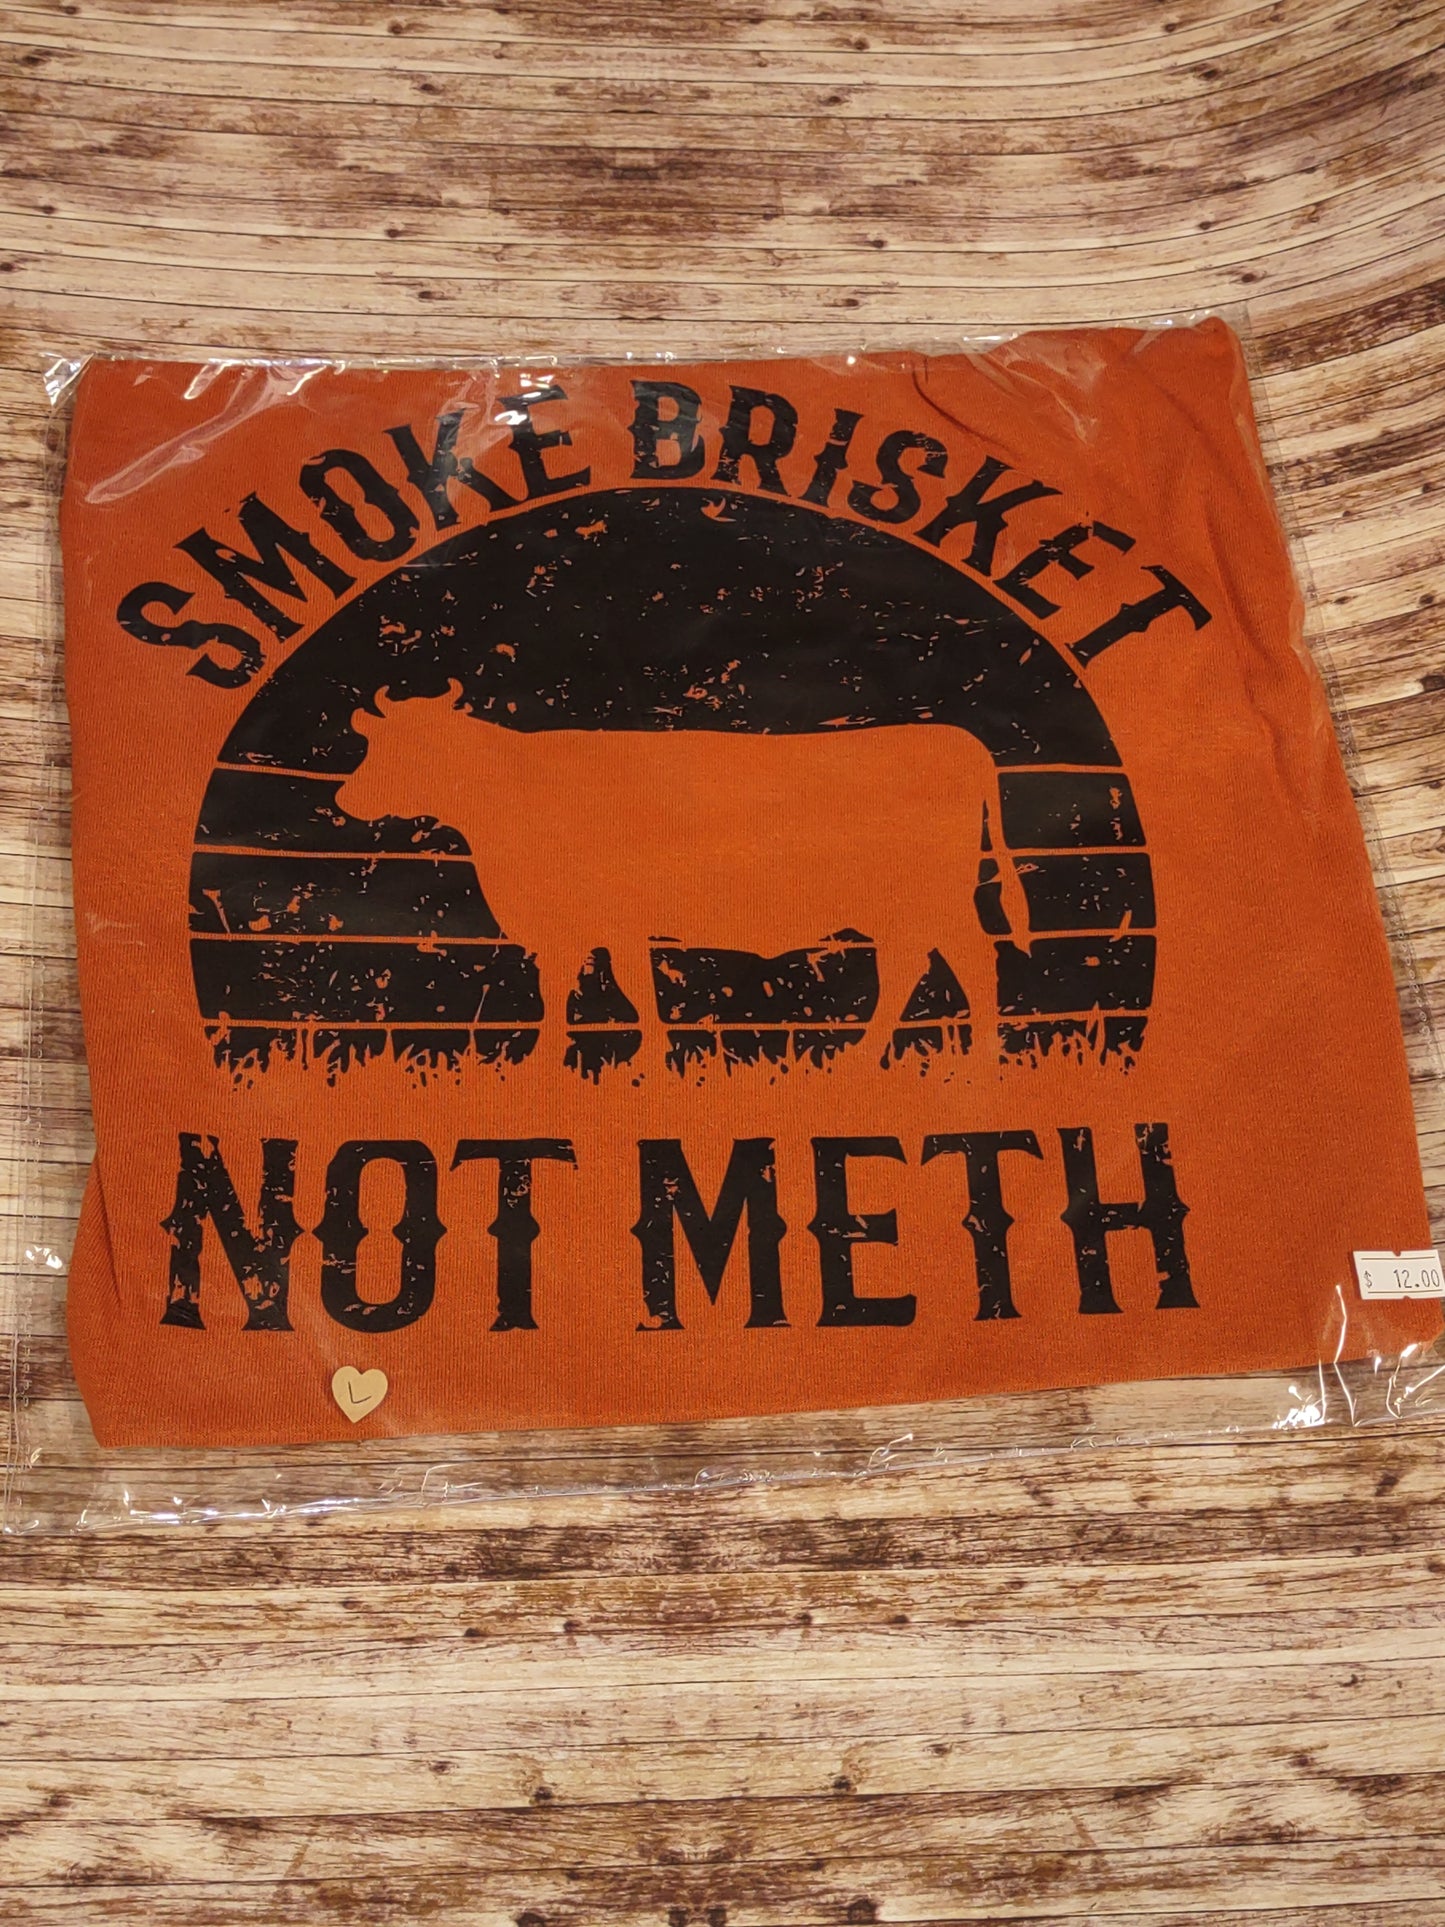 SMOKE BRISKET
NOT METH
$ 12.00
L